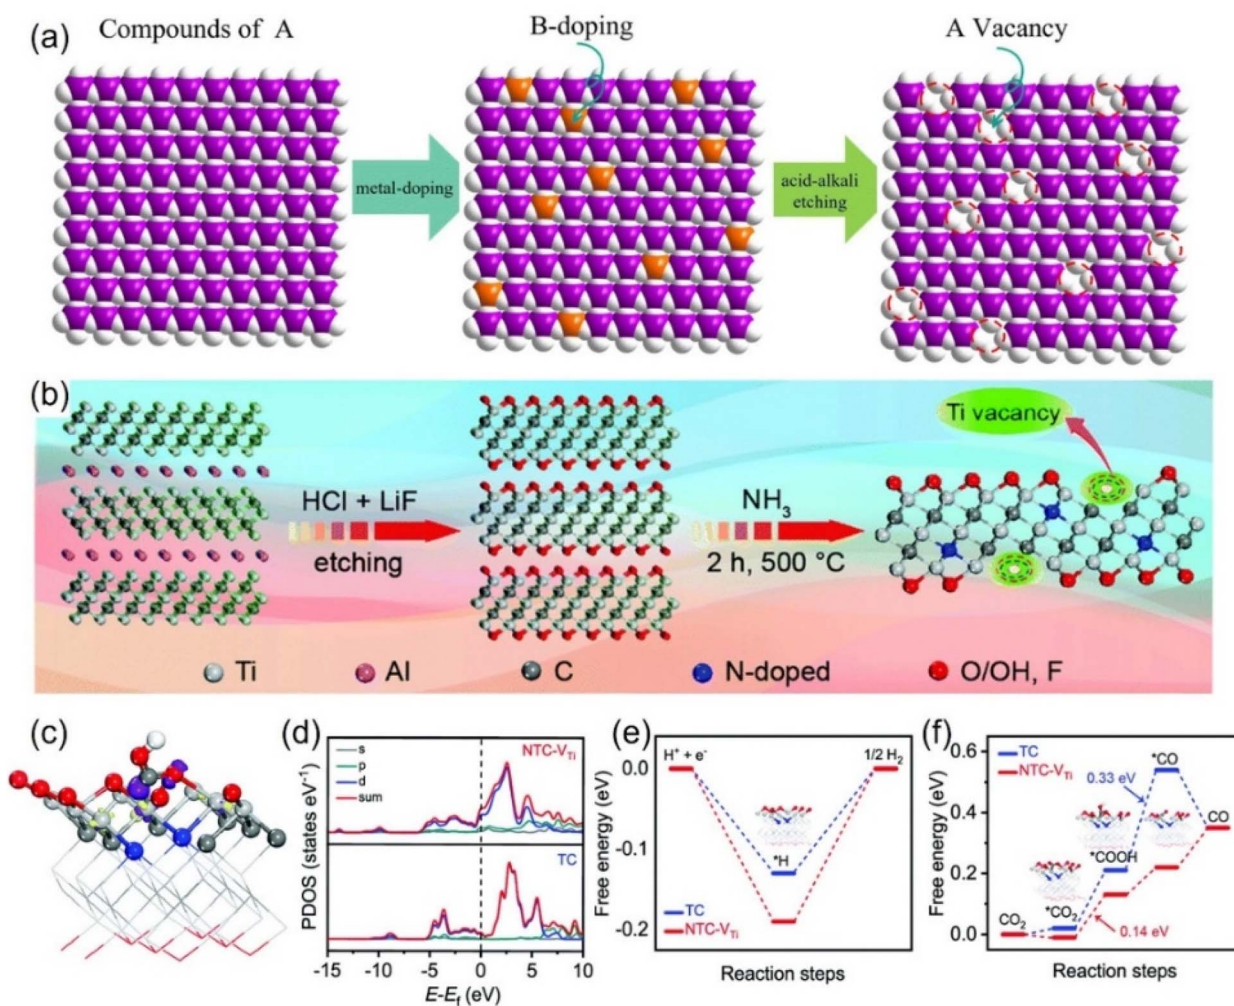 (a)
Compounds of A
B-doping
A Vacancy
metal-doping
acid-alkali
etching
(b)
Ti vacancy
HCl + LiF
etching
NH₃
2 h, 500 °C
Ti
Al
C
N-doped
O/OH, F
(c)
(d)
s
p
d
sum
NTC-V_Ti
TC
PDOS (states eV⁻¹)
-15
-10
-5
0
5
10
E-E_f (eV)
(e)
H⁺ + e⁻
1/2 H₂
*H
TC
NTC-V_Ti
0.0
-0.1
-0.2
Free energy (eV)
Reaction steps
(f)
TC
NTC-V_Ti
*CO
0.33 eV
*COOH
CO
CO₂
*CO₂
0.14 eV
0.6
0.4
0.2
0.0
Free energy (eV)
Reaction steps